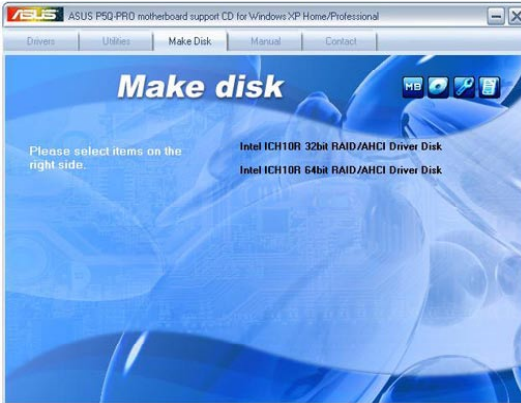 ASUS ASUS P5Q-PRO motherboard support CD for Windows XP Home/Professional
Drivers Utilities Make Disk Manual Contact
Make disk
MB
Please select items on the
right side.
Intel ICH10R 32bit RAID/AHCI Driver Disk
Intel ICH10R 64bit RAID/AHCI Driver Disk